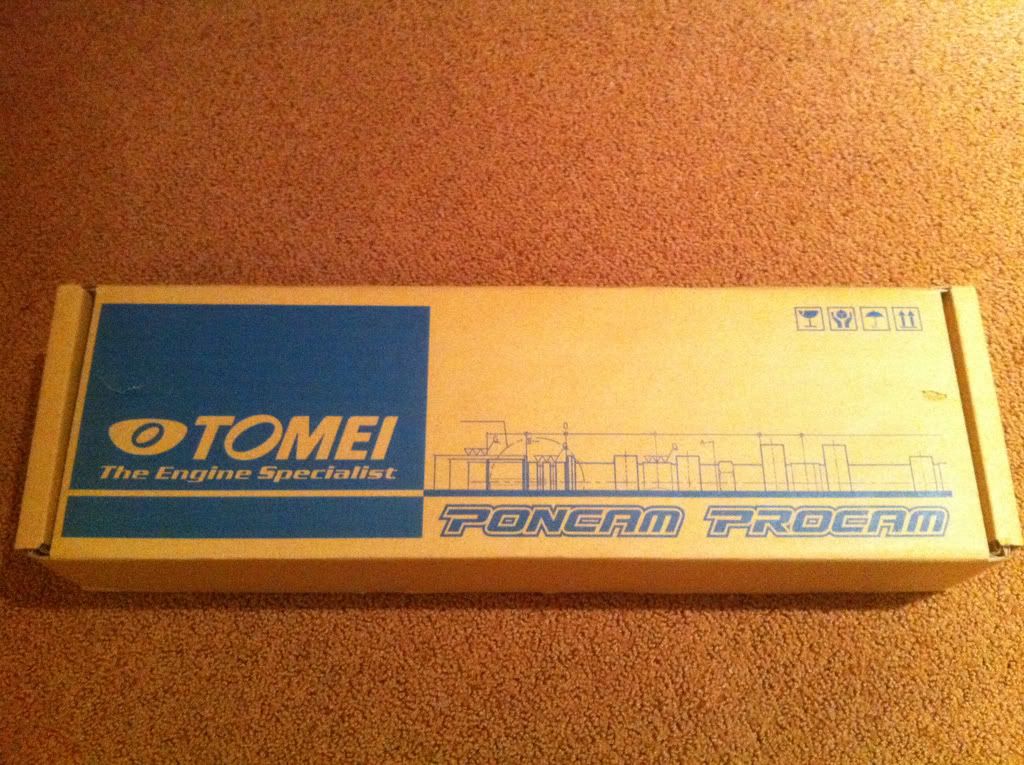 TOMEI
The Engine Specialist
PONCAM PROCAM